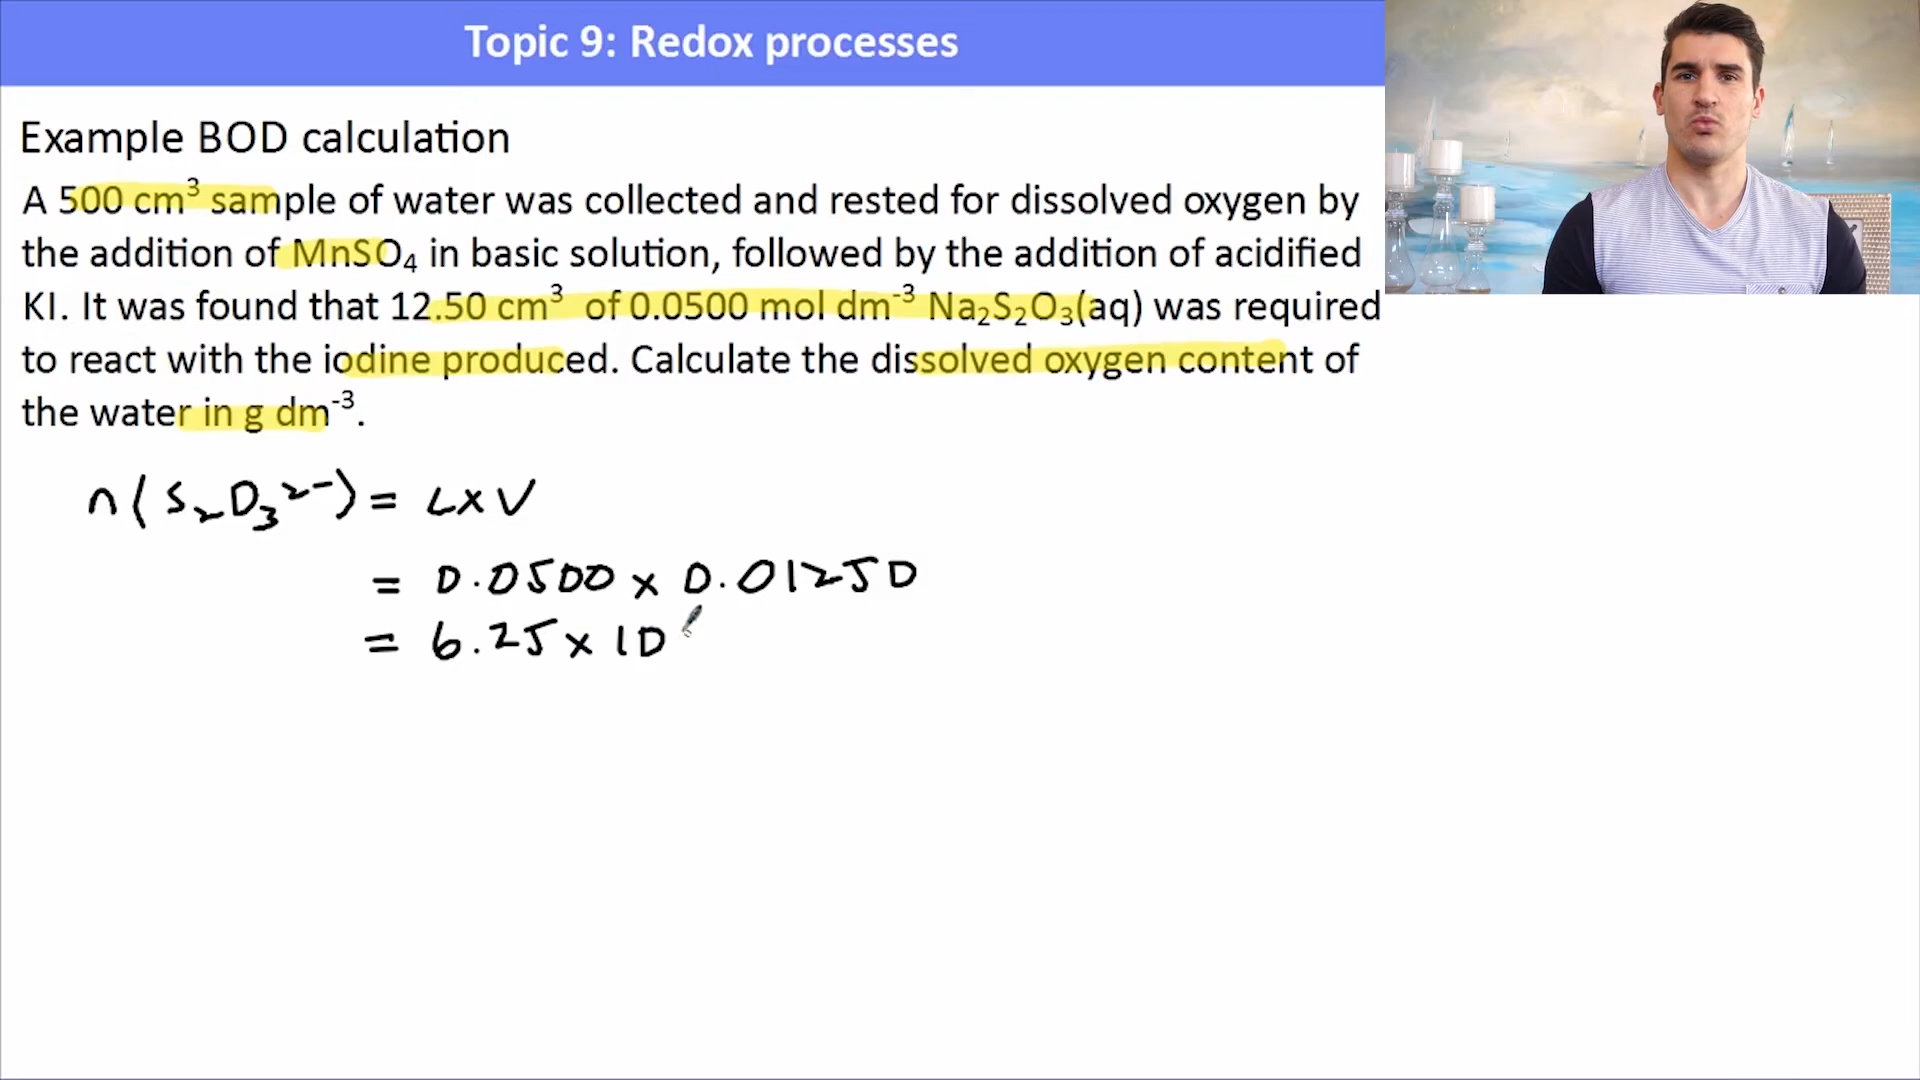 Topic 9: Redox processes
Example BOD calculation
A 500 cm³ sample of water was collected and rested for dissolved oxygen by
the addition of MnSO₄ in basic solution, followed by the addition of acidified
KI. It was found that 12.50 cm³ of 0.0500 mol dm⁻³ Na₂S₂O₃(aq) was required
to react with the iodine produced. Calculate the dissolved oxygen content of
the water in g dm⁻³.
n(S₂O₃²⁻) = c x V
= 0.0500 x 0.01250
= 6.25 x 10